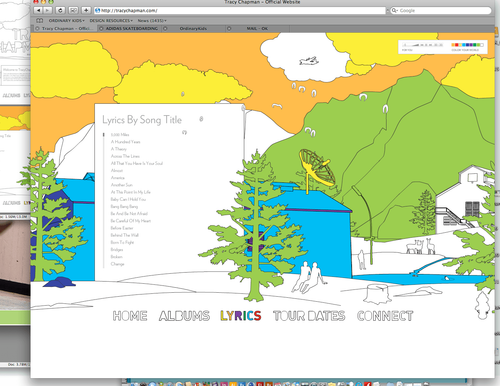 Tracy Chapman – Official Website
http://tracychapman.com/
Google
ORDINARY KIDS▾ DESIGN RESOURCES▾ News (1451)▾
Tracy Chapman – Offici... ADIDAS SKATEBOARDING OrdinaryKids
Lyrics By Song Title
3,000 Miles
A Hundred Years
A Theory
Across The Lines
All That You Have Is Your Soul
Almost
America
Another Sun
At This Point In My Life
Baby Can I Hold You
Bang Bang Bang
Be And Be Not Afraid
Be Careful Of My Heart
Before Easter
Behind The Wall
Born To Fight
Bridges
Broken
Change
HOME ALBUMS LYRICS TOUR DATES CONNECT